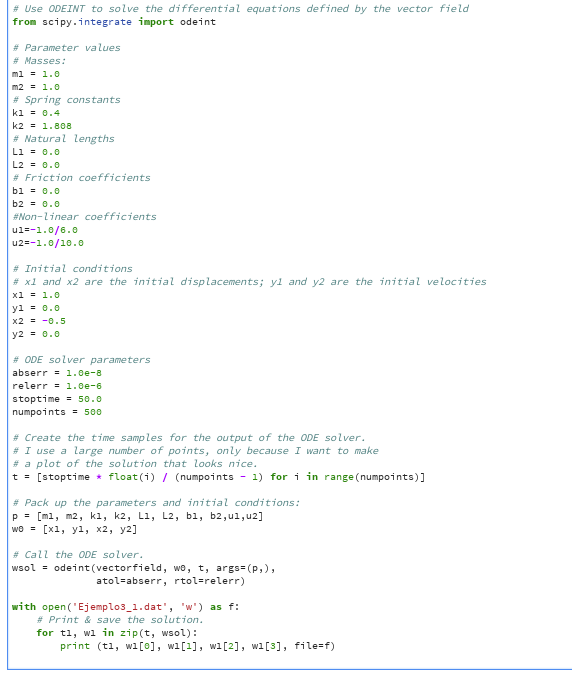 # Use ODEINT to solve the differential equations defined by the vector field
from scipy.integrate import odeint

# Parameter values
# Masses:
m1 = 1.0
m2 = 1.0
# Spring constants
k1 = 0.4
k2 = 1.808
# Natural lengths
L1 = 0.0
L2 = 0.0
# Friction coefficients
b1 = 0.0
b2 = 0.0
#Non-linear coefficients
u1=-1.0/6.0
u2=-1.0/10.0

# Initial conditions
# x1 and x2 are the initial displacements; y1 and y2 are the initial velocities
x1 = 1.0
y1 = 0.0
x2 = -0.5
y2 = 0.0

# ODE solver parameters
abserr = 1.0e-8
relerr = 1.0e-6
stoptime = 50.0
numpoints = 500

# Create the time samples for the output of the ODE solver.
# I use a large number of points, only because I want to make
# a plot of the solution that looks nice.
t = [stoptime * float(i) / (numpoints - 1) for i in range(numpoints)]

# Pack up the parameters and initial conditions:
p = [m1, m2, k1, k2, L1, L2, b1, b2,u1,u2]
w0 = [x1, y1, x2, y2]

# Call the ODE solver.
wsol = odeint(vectorfield, w0, t, args=(p,),
              atol=abserr, rtol=relerr)

with open('Ejemplo3_1.dat', 'w') as f:
    # Print & save the solution.
    for t1, w1 in zip(t, wsol):
        print (t1, w1[0], w1[1], w1[2], w1[3], file=f)